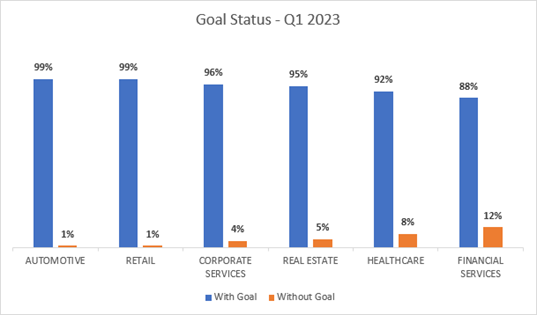 Goal Status - Q1 2023
99%
1%
99%
1%
96%
4%
95%
5%
92%
8%
88%
12%
AUTOMOTIVE
RETAIL
CORPORATE
SERVICES
REAL ESTATE
HEALTHCARE
FINANCIAL
SERVICES
With Goal
Without Goal